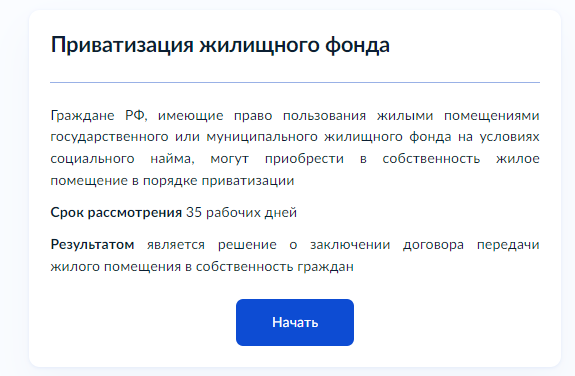 Приватизация жилищного фонда
Граждане РФ, имеющие право пользования жилыми помещениями
государственного или муниципального жилищного фонда на условиях
социального найма, могут приобрести в собственность жилое
помещение в порядке приватизации
Срок рассмотрения 35 рабочих дней
Результатом является решение о заключении договора передачи
жилого помещения в собственность граждан
Начать